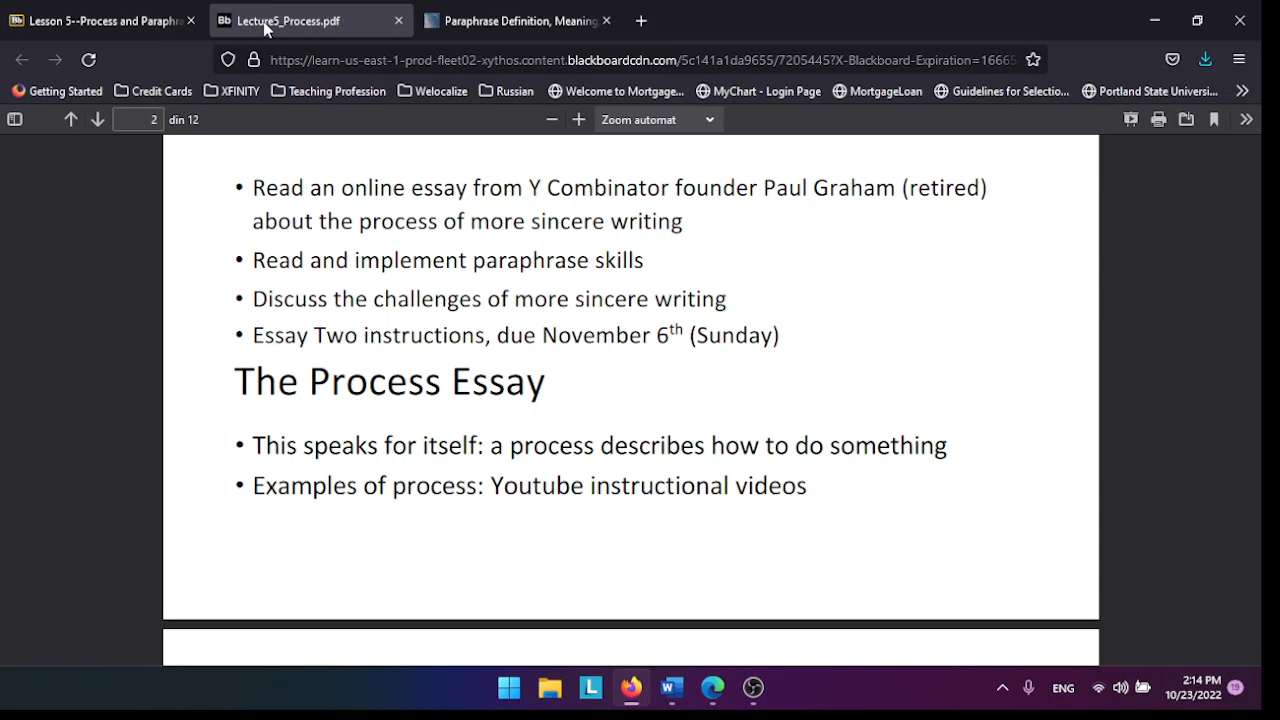 Lesson 5--Process and Paraphra
Lecture5_Process.pdf
Paraphrase Definition, Meaning
https://learn-us-east-1-prod-fleet02-xythos.content.blackboardcdn.com/5c141a1da9655/7205445?X-Blackboard-Expiration=16665
Getting Started
Credit Cards
XFINITY
Teaching Profession
Welocalize
Russian
Welcome to Mortgage...
MyChart - Login Page
MortgageLoan
Guidelines for Selectio...
Portland State Universi...
2 din 12
Zoom automat
• Read an online essay from Y Combinator founder Paul Graham (retired)
about the process of more sincere writing
• Read and implement paraphrase skills
• Discuss the challenges of more sincere writing
• Essay Two instructions, due November 6th (Sunday)
The Process Essay
• This speaks for itself: a process describes how to do something
• Examples of process: Youtube instructional videos
ENG
2:14 PM
10/23/2022
19